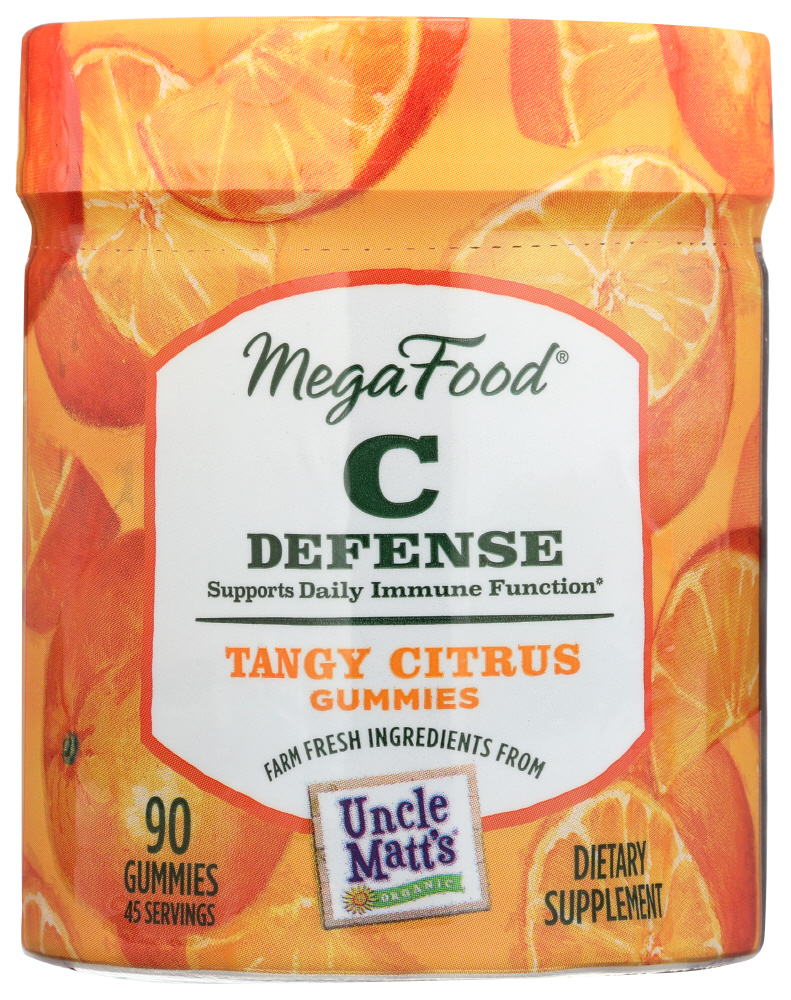 MegaFood®
C
DEFENSE
Supports Daily Immune Function*
TANGY CITRUS
GUMMIES
FARM FRESH INGREDIENTS FROM
Uncle
Matt's®
ORGANIC
90
GUMMIES
45 SERVINGS
DIETARY
SUPPLEMENT